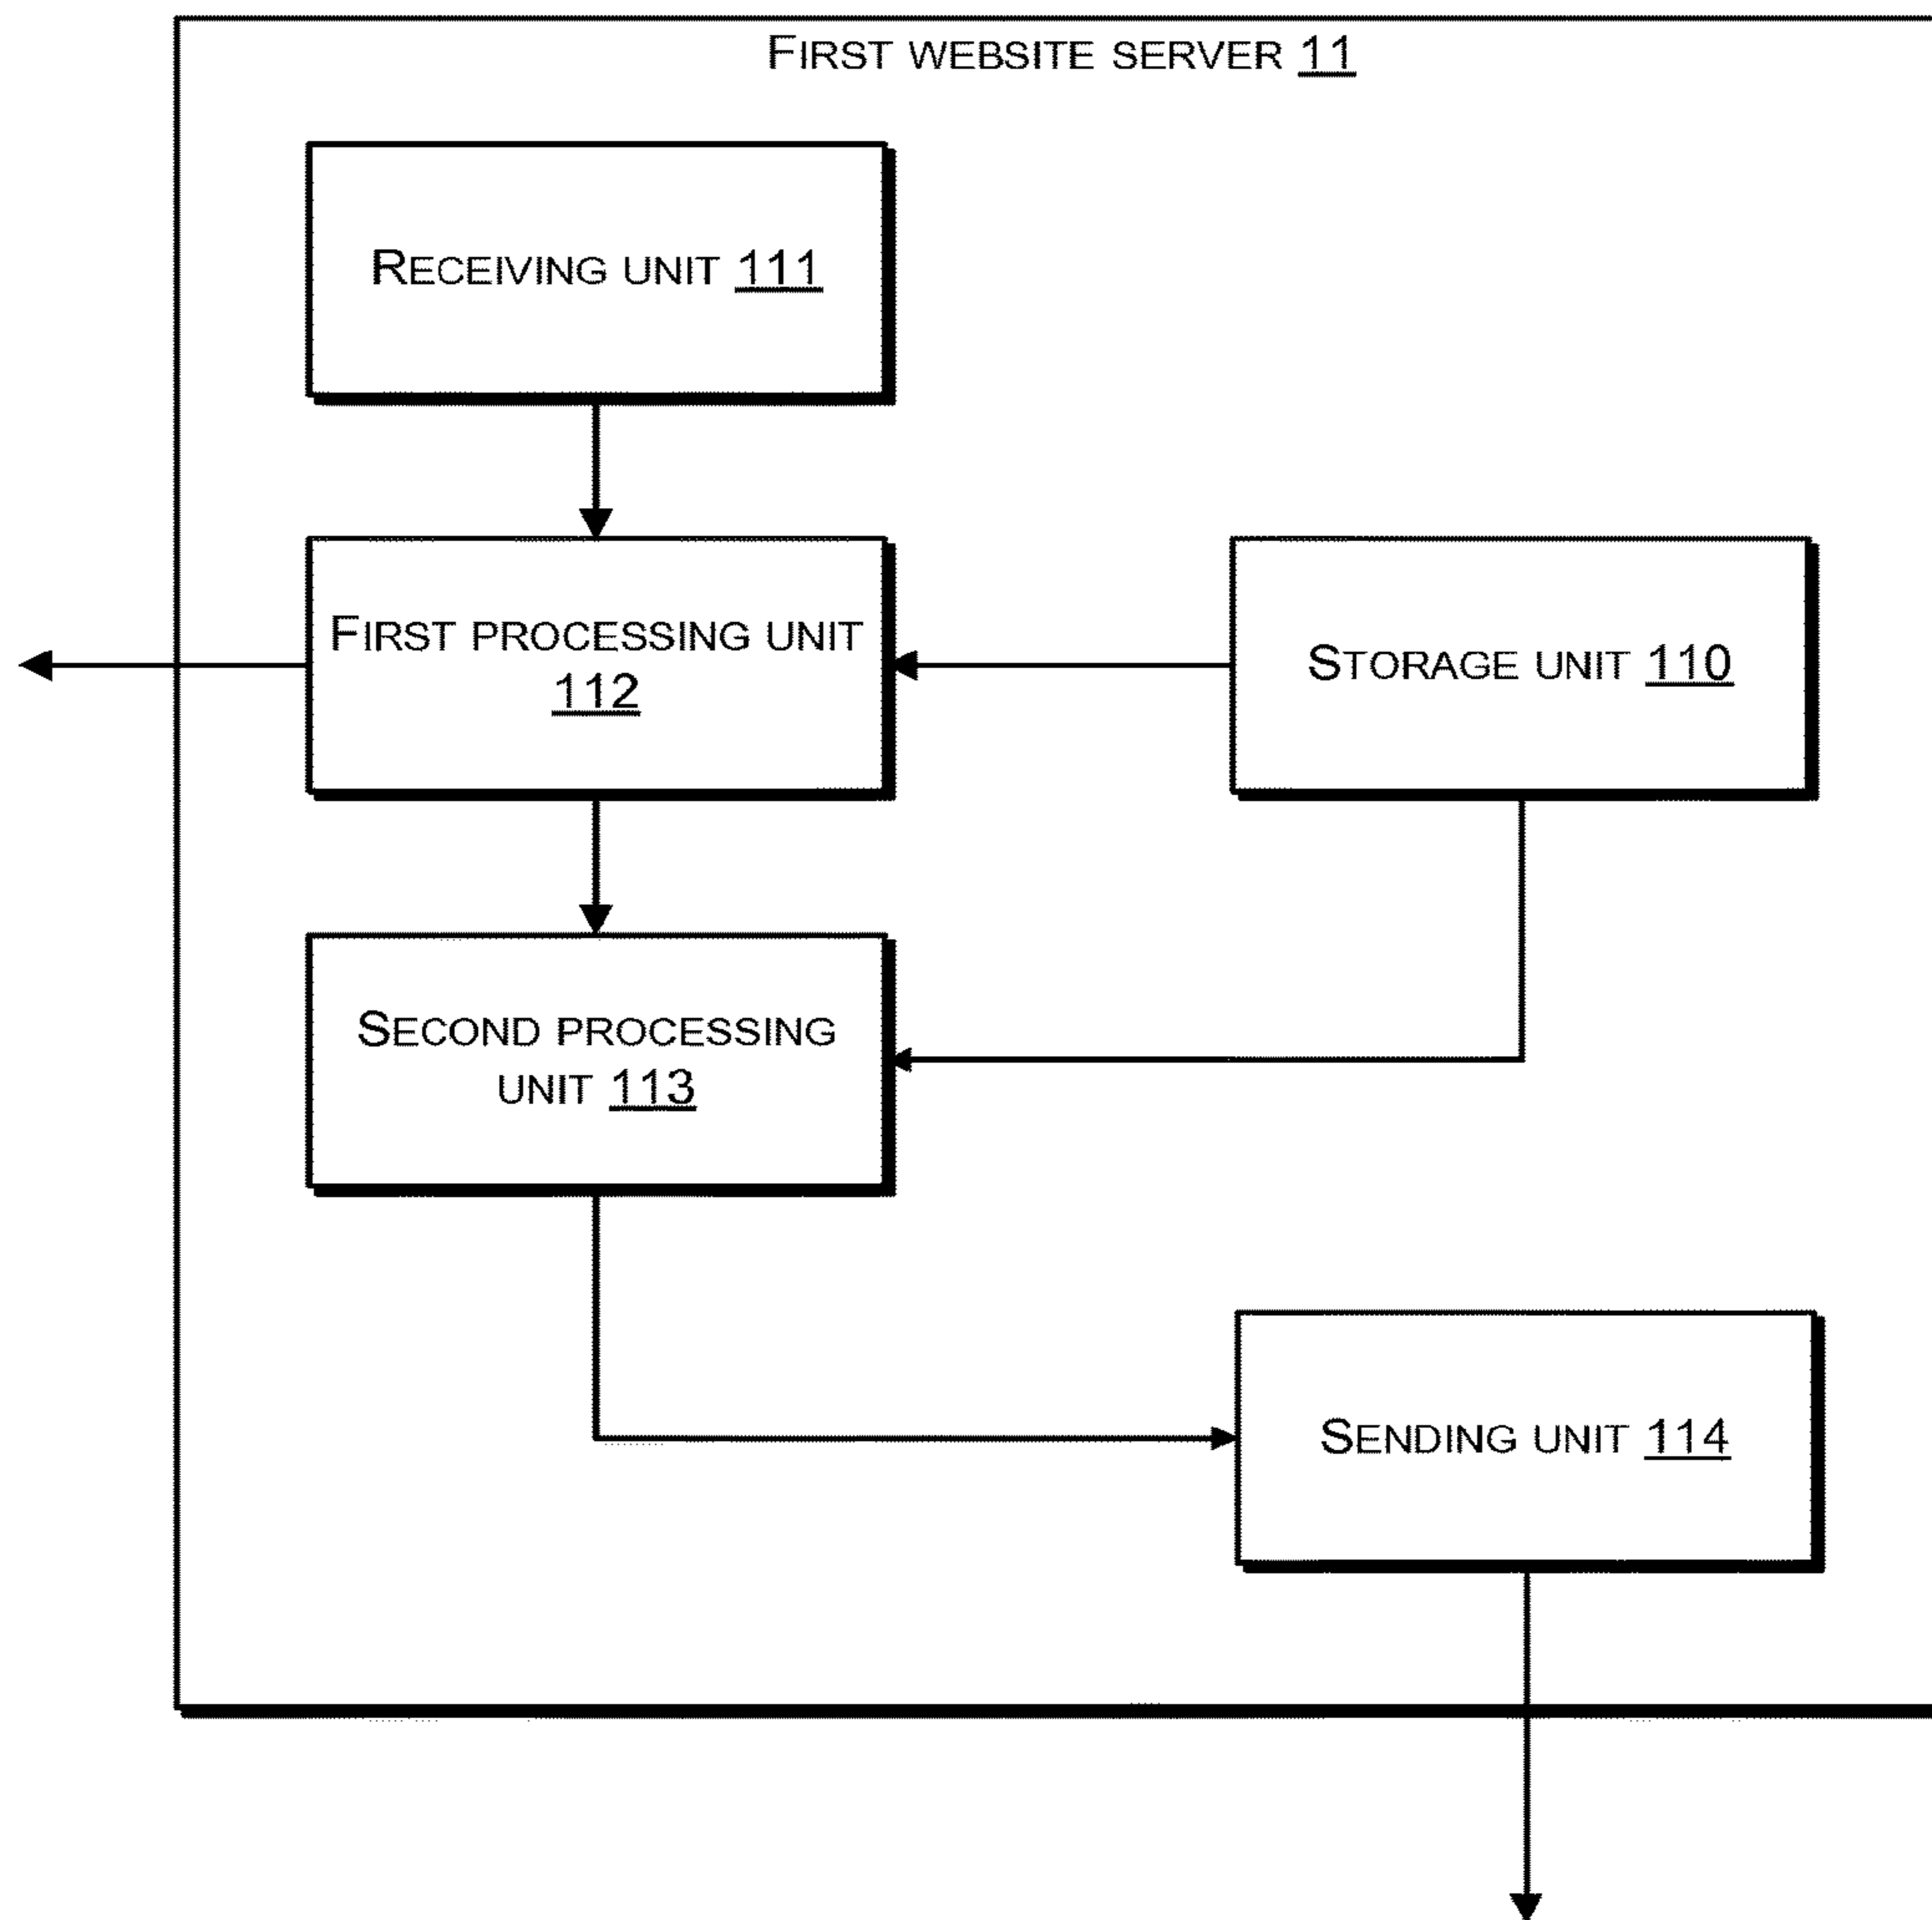 FIRST WEBSITE SERVER 11
RECEIVING UNIT 111
FIRST PROCESSING UNIT
112
STORAGE UNIT 110
SECOND PROCESSING
UNIT 113
SENDING UNIT 114